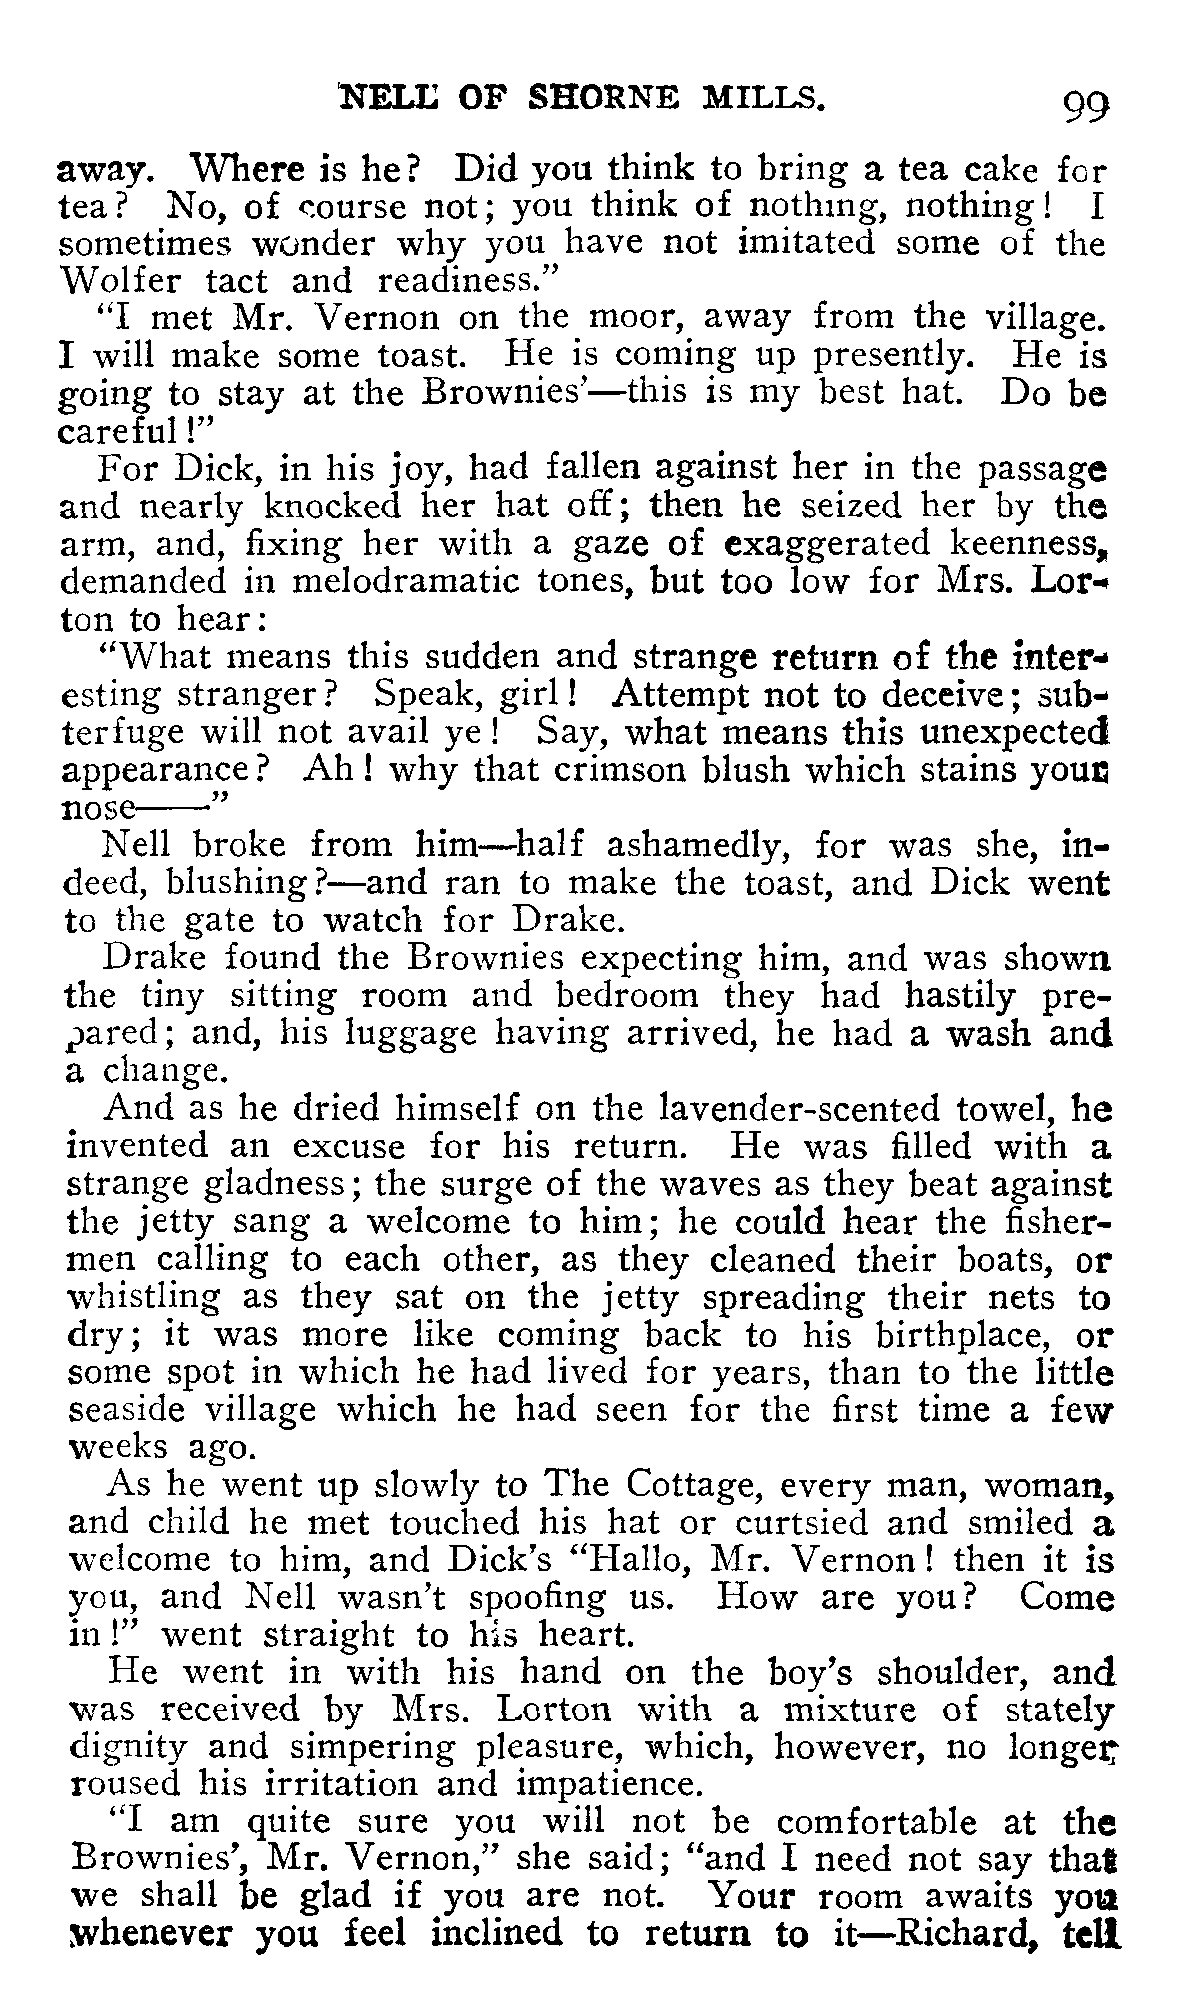 NELL OF SHORNE MILLS. 99
away. Where is he? Did you think to bring a tea cake for
tea? No, of course not; you think of nothing, nothing! I
sometimes wonder why you have not imitated some of the
Wolfer tact and readiness."
"I met Mr. Vernon on the moor, away from the village.
I will make some toast. He is coming up presently. He is
going to stay at the Brownies'—this is my best hat. Do be
careful!"
For Dick, in his joy, had fallen against her in the passage
and nearly knocked her hat off; then he seized her by the
arm, and, fixing her with a gaze of exaggerated keenness,
demanded in melodramatic tones, but too low for Mrs. Lor-
ton to hear:
"What means this sudden and strange return of the inter-
esting stranger? Speak, girl! Attempt not to deceive; sub-
terfuge will not avail ye! Say, what means this unexpected
appearance? Ah! why that crimson blush which stains your
nose——"
Nell broke from him—half ashamedly, for was she, in-
deed, blushing?—and ran to make the toast, and Dick went
to the gate to watch for Drake.
Drake found the Brownies expecting him, and was shown
the tiny sitting room and bedroom they had hastily pre-
pared; and, his luggage having arrived, he had a wash and
a change.
And as he dried himself on the lavender-scented towel, he
invented an excuse for his return. He was filled with a
strange gladness; the surge of the waves as they beat against
the jetty sang a welcome to him; he could hear the fisher-
men calling to each other, as they cleaned their boats, or
whistling as they sat on the jetty spreading their nets to
dry; it was more like coming back to his birthplace, or
some spot in which he had lived for years, than to the little
seaside village which he had seen for the first time a few
weeks ago.
As he went up slowly to The Cottage, every man, woman,
and child he met touched his hat or curtsied and smiled a
welcome to him, and Dick's "Hallo, Mr. Vernon! then it is
you, and Nell wasn't spoofing us. How are you? Come
in!" went straight to his heart.
He went in with his hand on the boy's shoulder, and
was received by Mrs. Lorton with a mixture of stately
dignity and simpering pleasure, which, however, no longer
roused his irritation and impatience.
"I am quite sure you will not be comfortable at the
Brownies', Mr. Vernon," she said; "and I need not say that
we shall be glad if you are not. Your room awaits you
whenever you feel inclined to return to it—Richard, tell